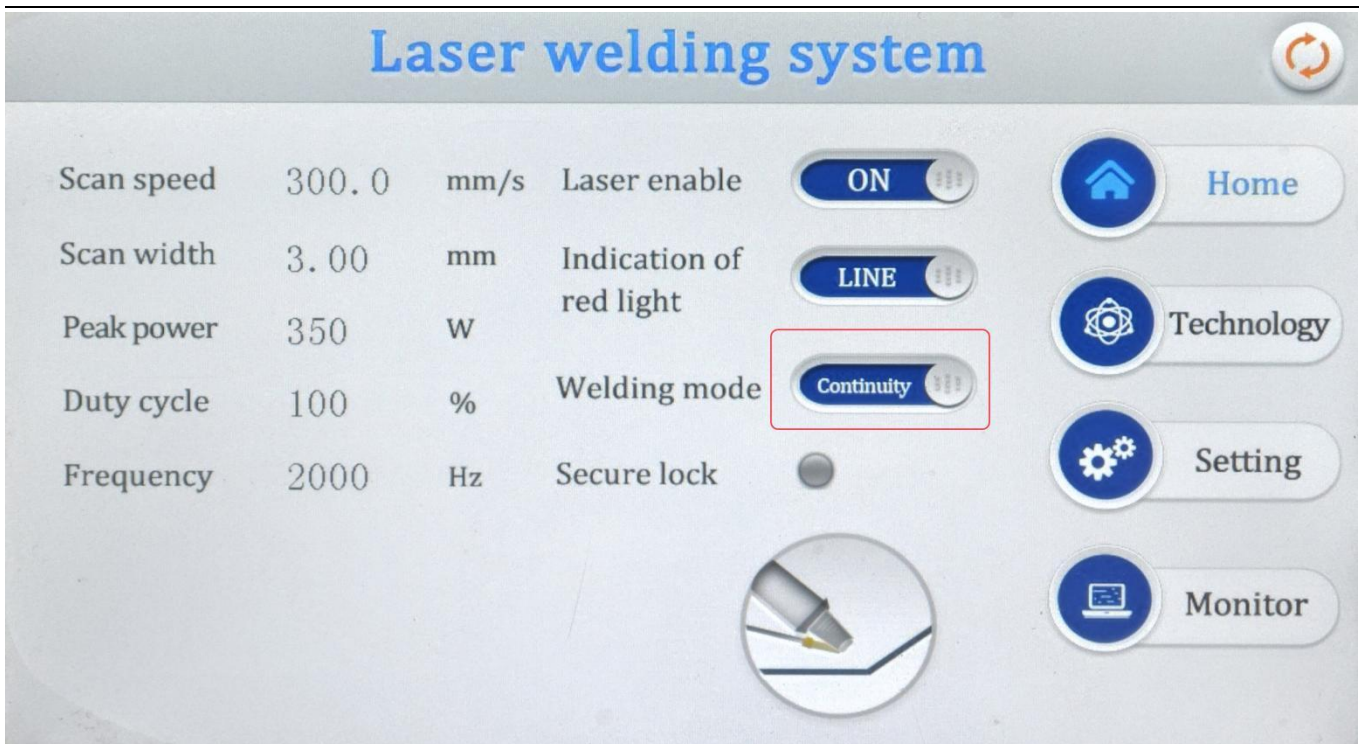 Laser welding system
Scan speed 300.0 mm/s Laser enable ON
Scan width 3.00 mm Indication of red light LINE
Peak power 350 W
Duty cycle 100 % Welding mode Continuity
Frequency 2000 Hz Secure lock
Home
Technology
Setting
Monitor